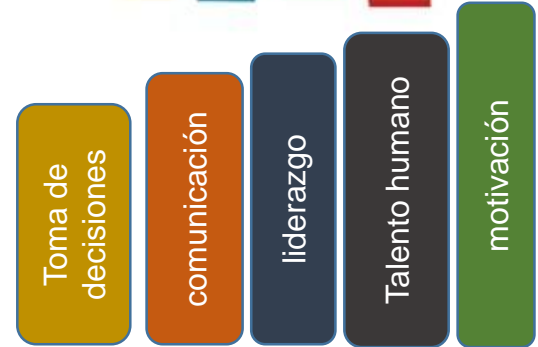 Toma de
decisiones
comunicación
liderazgo
Talento humano
motivación